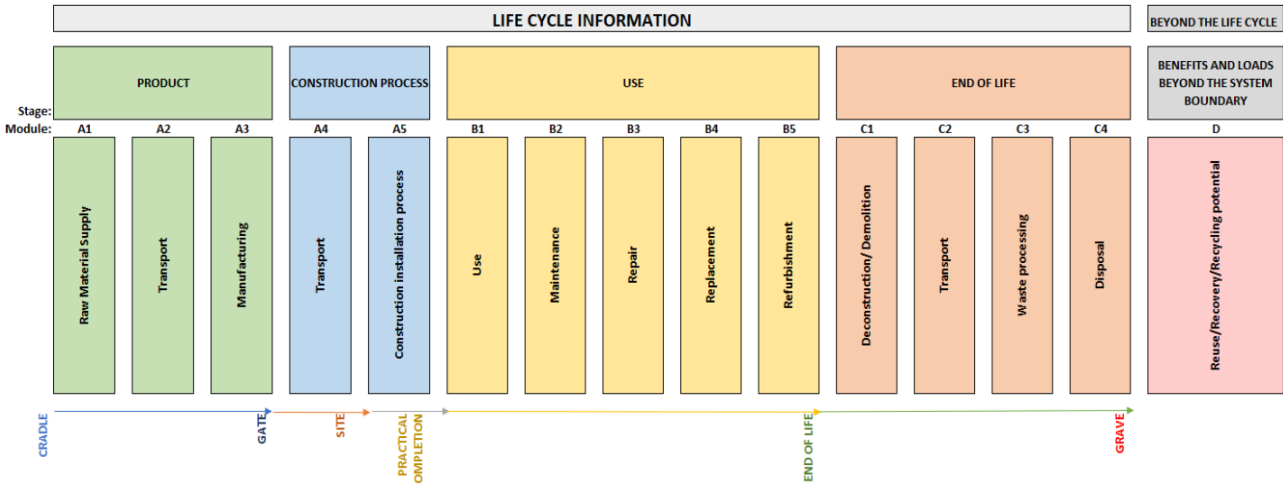 LIFE CYCLE INFORMATION
BEYOND THE LIFE CYCLE
PRODUCT
CONSTRUCTION PROCESS
USE
END OF LIFE
BENEFITS AND LOADS
BEYOND THE SYSTEM
BOUNDARY
Stage:
Module: A1 A2 A3 A4 A5 B1 B2 B3 B4 B5 C1 C2 C3 C4 D
Raw Material Supply
Transport
Manufacturing
Transport
Construction installation process
Use
Maintenance
Repair
Replacement
Refurbishment
Deconstruction/ Demolition
Transport
Waste processing
Disposal
Reuse/Recovery/Recycling potential
CRADLE
GATE
SITE
PRACTICAL
OMPLETION
END OF LIFE
GRAVE